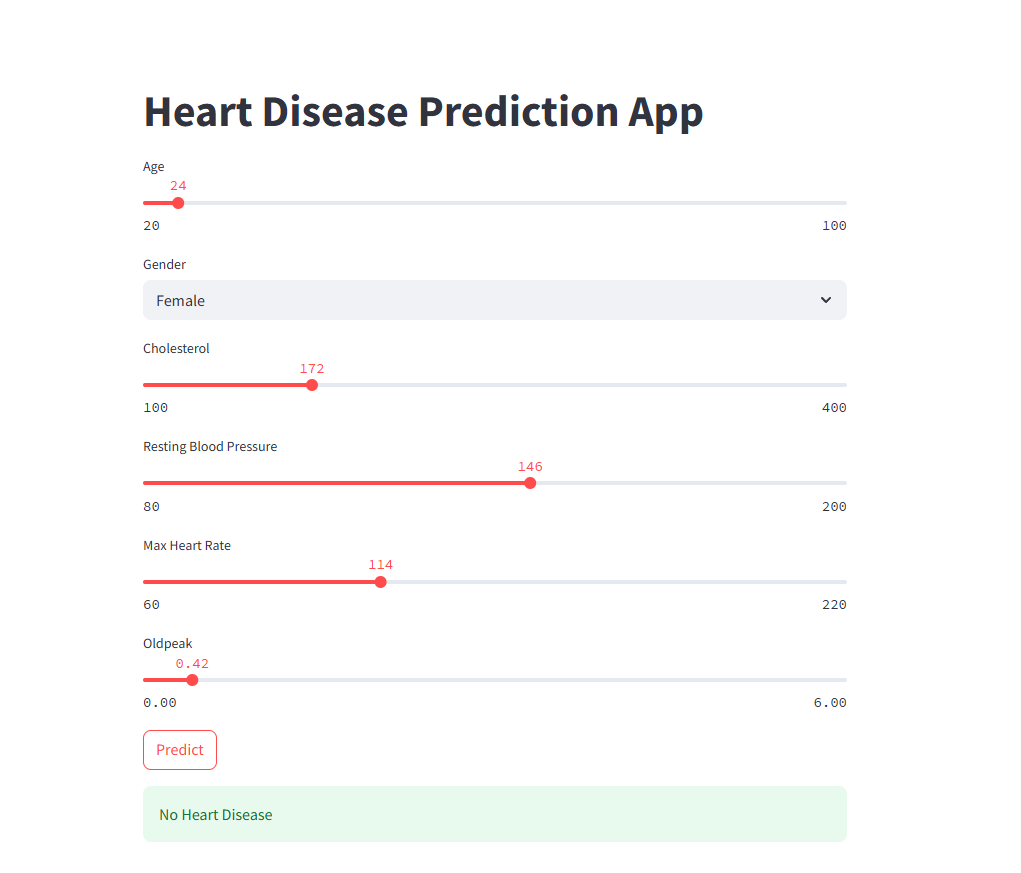 Heart Disease Prediction App
Age
24
20 100
Gender
Female
Cholesterol
172
100 400
Resting Blood Pressure
146
80 200
Max Heart Rate
114
60 220
Oldpeak
0.42
0.00 6.00
Predict
No Heart Disease